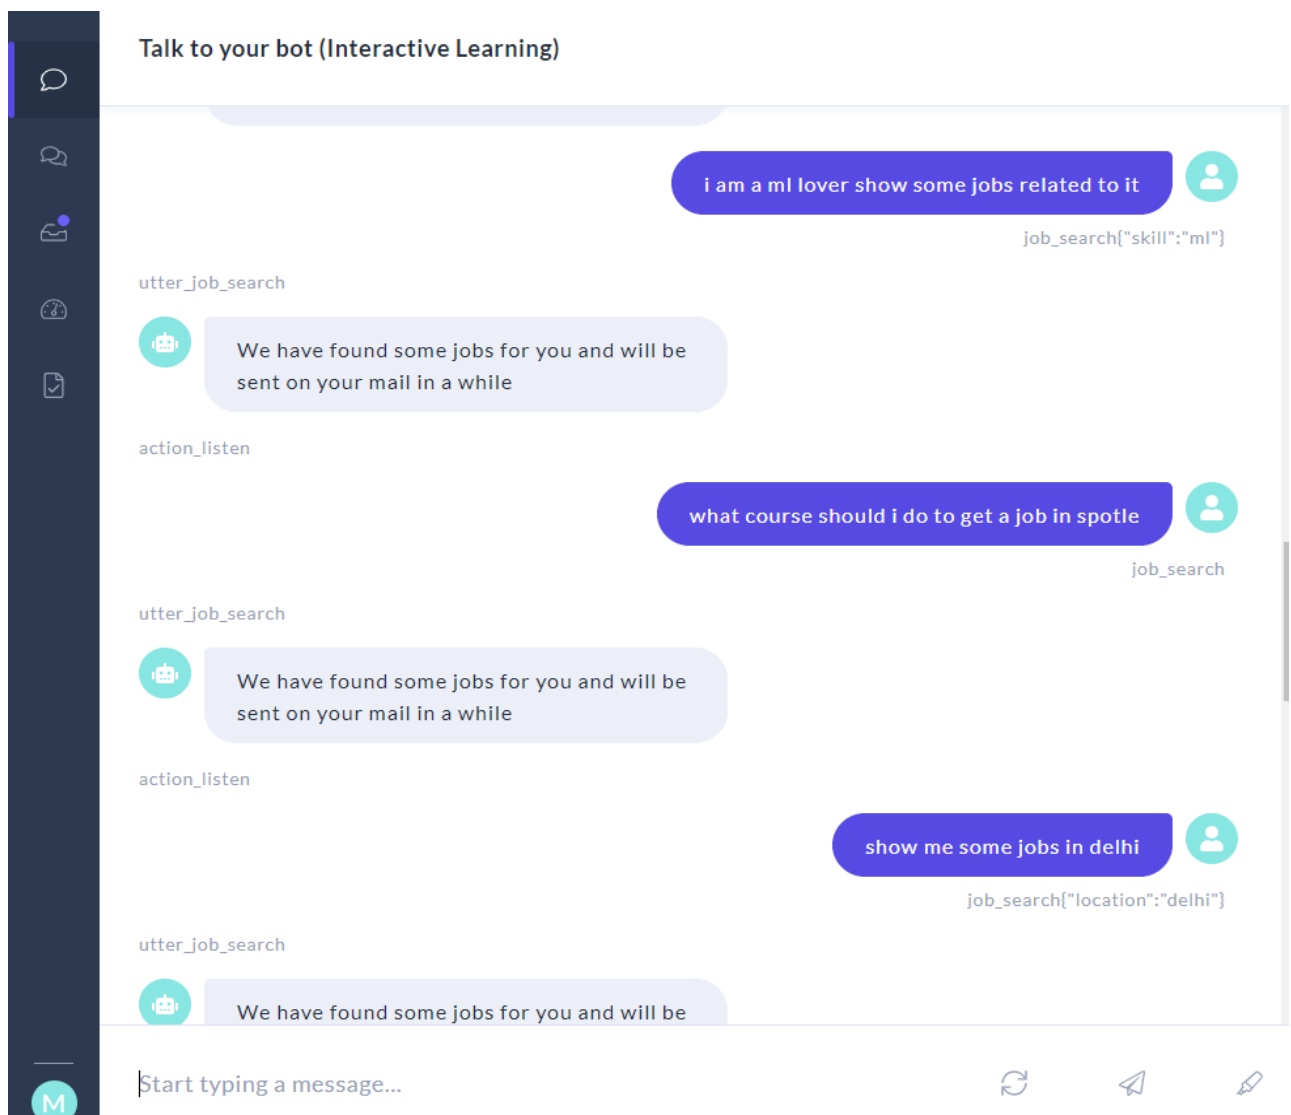 Talk to your bot (Interactive Learning)
i am a ml lover show some jobs related to it
job_search{"skill":"ml"}
utter_job_search
We have found some jobs for you and will be
sent on your mail in a while
action_listen
what course should i do to get a job in spotle
job_search
utter_job_search
We have found some jobs for you and will be
sent on your mail in a while
action_listen
show me some jobs in delhi
job_search{"location":"delhi"}
utter_job_search
We have found some jobs for you and will be
Start typing a message...
M